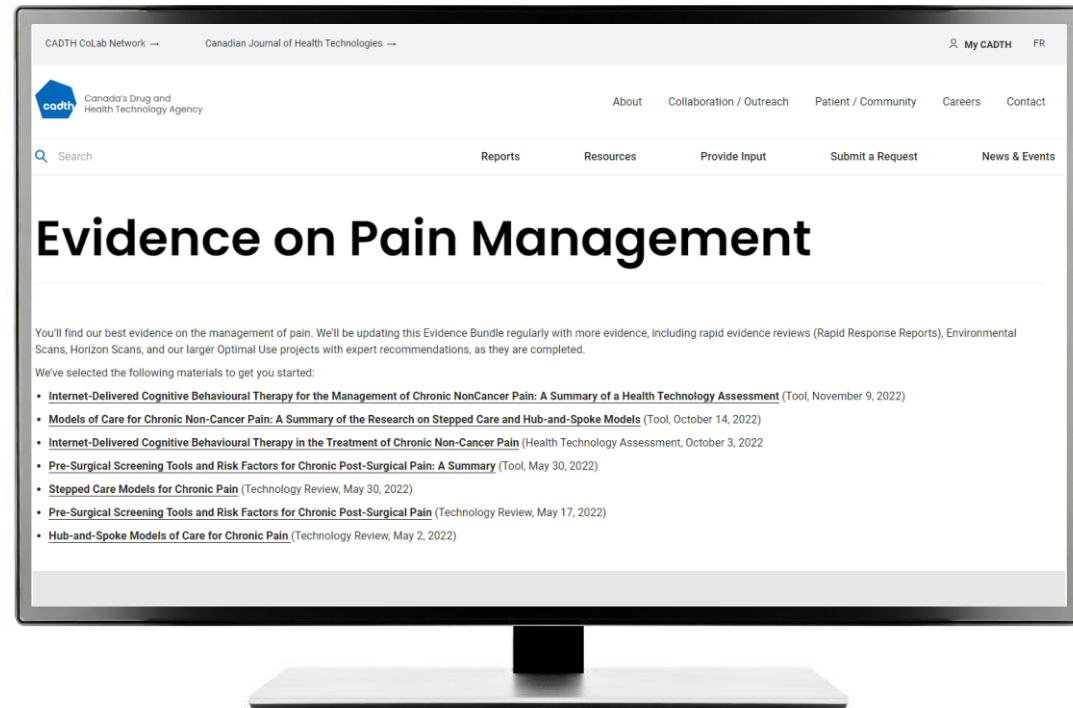 CADTH CoLab Network → Canadian Journal of Health Technologies → My CADTH FR
cadth Canada's Drug and
Health Technology Agency
About Collaboration / Outreach Patient / Community Careers Contact
Search Reports Resources Provide Input Submit a Request News & Events
Evidence on Pain Management
You'll find our best evidence on the management of pain. We'll be updating this Evidence Bundle regularly with more evidence, including rapid evidence reviews (Rapid Response Reports), Environmental
Scans, Horizon Scans, and our larger Optimal Use projects with expert recommendations, as they are completed.
We've selected the following materials to get you started:
• Internet-Delivered Cognitive Behavioural Therapy for the Management of Chronic NonCancer Pain: A Summary of a Health Technology Assessment (Tool, November 9, 2022)
• Models of Care for Chronic Non-Cancer Pain: A Summary of the Research on Stepped Care and Hub-and-Spoke Models (Tool, October 14, 2022)
• Internet-Delivered Cognitive Behavioural Therapy in the Treatment of Chronic Non-Cancer Pain (Health Technology Assessment, October 3, 2022
• Pre-Surgical Screening Tools and Risk Factors for Chronic Post-Surgical Pain: A Summary (Tool, May 30, 2022)
• Stepped Care Models for Chronic Pain (Technology Review, May 30, 2022)
• Pre-Surgical Screening Tools and Risk Factors for Chronic Post-Surgical Pain (Technology Review, May 17, 2022)
• Hub-and-Spoke Models of Care for Chronic Pain (Technology Review, May 2, 2022)